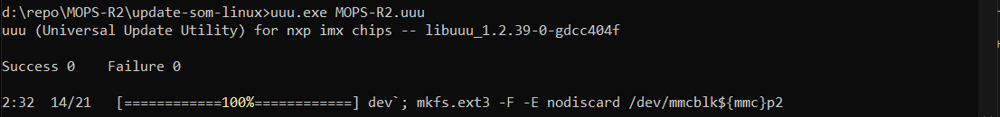 d:\repo\MOPS-R2\update-som-linux>uuu.exe MOPS-R2.uuu
uuu (Universal Update Utility) for nxp imx chips -- libuuu_1.2.39-0-gdcc404f
Success 0    Failure 0
2:32  14/21   [============100%============] dev`; mkfs.ext3 -F -E nodiscard /dev/mmcblk${mmc}p2